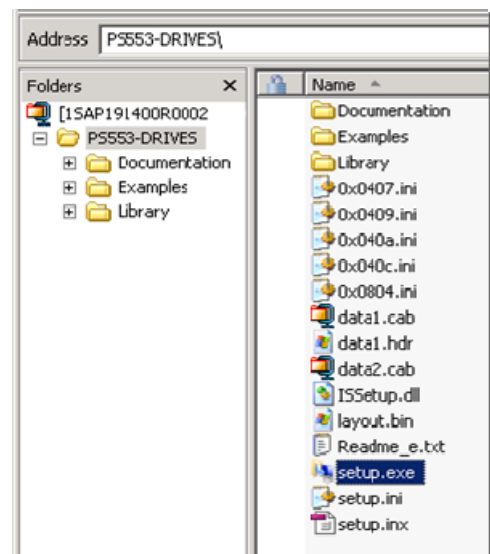 Address PS553-DRIVES\
Folders x
[1SAP191400R0002
PS553-DRIVES
Documentation
Examples
Library
Name
Documentation
Examples
Library
0x0407.ini
0x0409.ini
0x040a.ini
0x040c.ini
0x0804.ini
data1.cab
data1.hdr
data2.cab
ISSetup.dll
layout.bin
Readme_e.txt
setup.exe
setup.ini
setup.inx